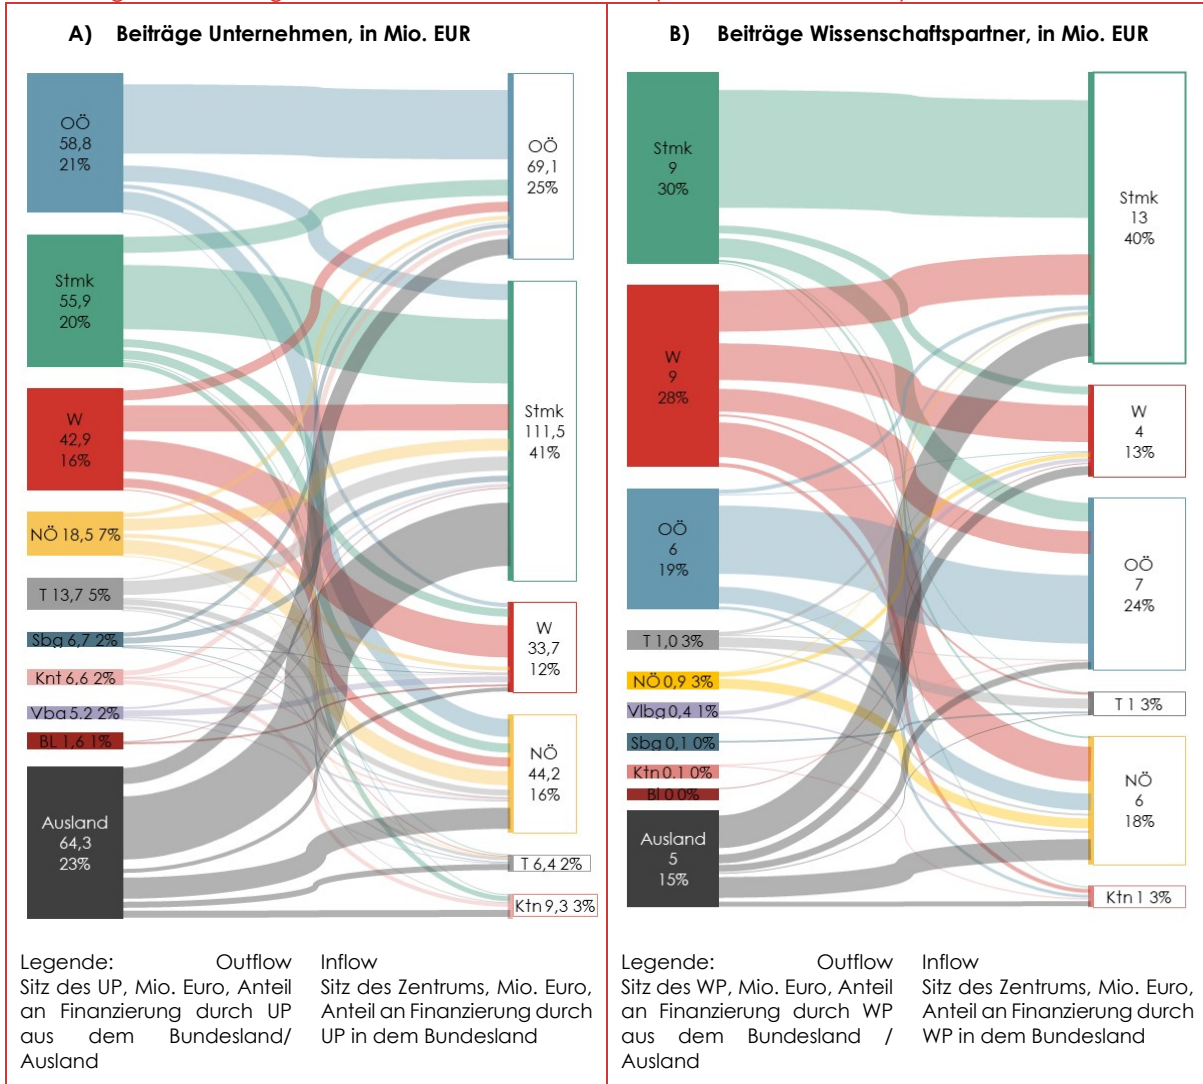 A) Beiträge Unternehmen, in Mio. EUR
OÖ
58,8
21%
Stmk
55,9
20%
W
42,9
16%
NÖ 18,5 7%
T 13,7 5%
Sbg 6,7 2%
Knt 6,6 2%
Vbg 5.2 2%
BL 1,6 1%
Ausland
64,3
23%
OÖ
69,1
25%
Stmk
111,5
41%
W
33,7
12%
NÖ
44,2
16%
T 6,4 2%
Ktn 9,3 3%
Legende: Outflow
Sitz des UP, Mio. Euro, Anteil
an Finanzierung durch UP
aus dem Bundesland/
Ausland
Inflow
Sitz des Zentrums, Mio. Euro,
Anteil an Finanzierung durch
UP in dem Bundesland
B) Beiträge Wissenschaftspartner, in Mio. EUR
Stmk
9
30%
W
9
28%
OÖ
6
19%
T 1,0 3%
NÖ 0,9 3%
Vlbg 0,4 1%
Sbg 0,1 0%
Ktn 0.1 0%
Bl 0 0%
Ausland
5
15%
Stmk
13
40%
W
4
13%
OÖ
7
24%
T 1 3%
NÖ
6
18%
Ktn 1 3%
Legende: Outflow
Sitz des WP, Mio. Euro, Anteil
an Finanzierung durch WP
aus dem Bundesland /
Ausland
Inflow
Sitz des Zentrums, Mio. Euro,
Anteil an Finanzierung durch
WP in dem Bundesland